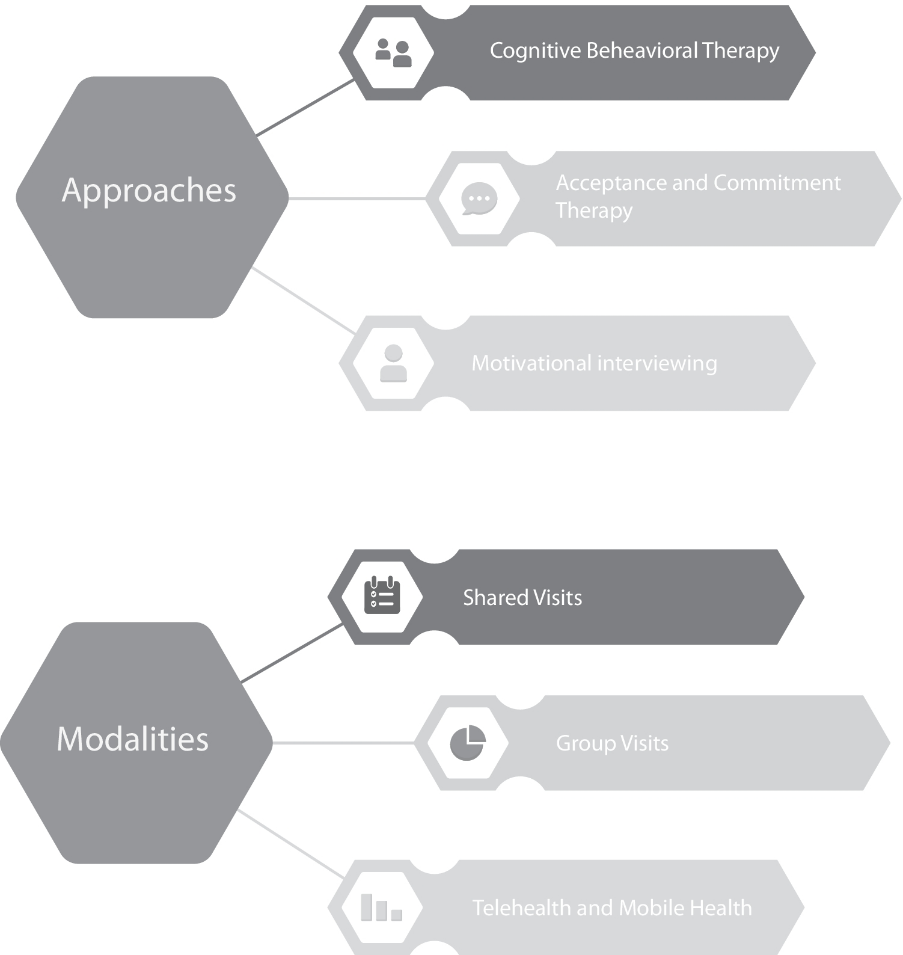 Cognitive Beheavioral Therapy
Approaches
Acceptance and Commitment
Therapy
Motivational interviewing
Shared Visits
Modalities
Group Visits
Telehealth and Mobile Health